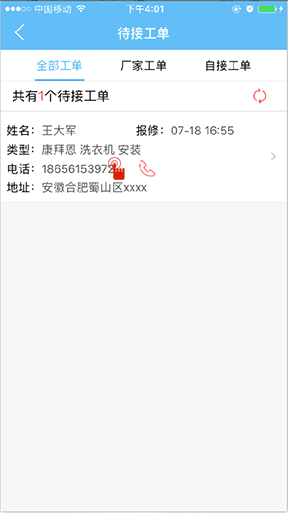 中国移动 下午4:01
待接工单
全部工单 厂家工单 自接工单
共有1个待接工单
姓名：王大军 报修：07-18 16:55
类型：康拜恩 洗衣机 安装
电话：1865615397
地址：安徽合肥蜀山区xxxx